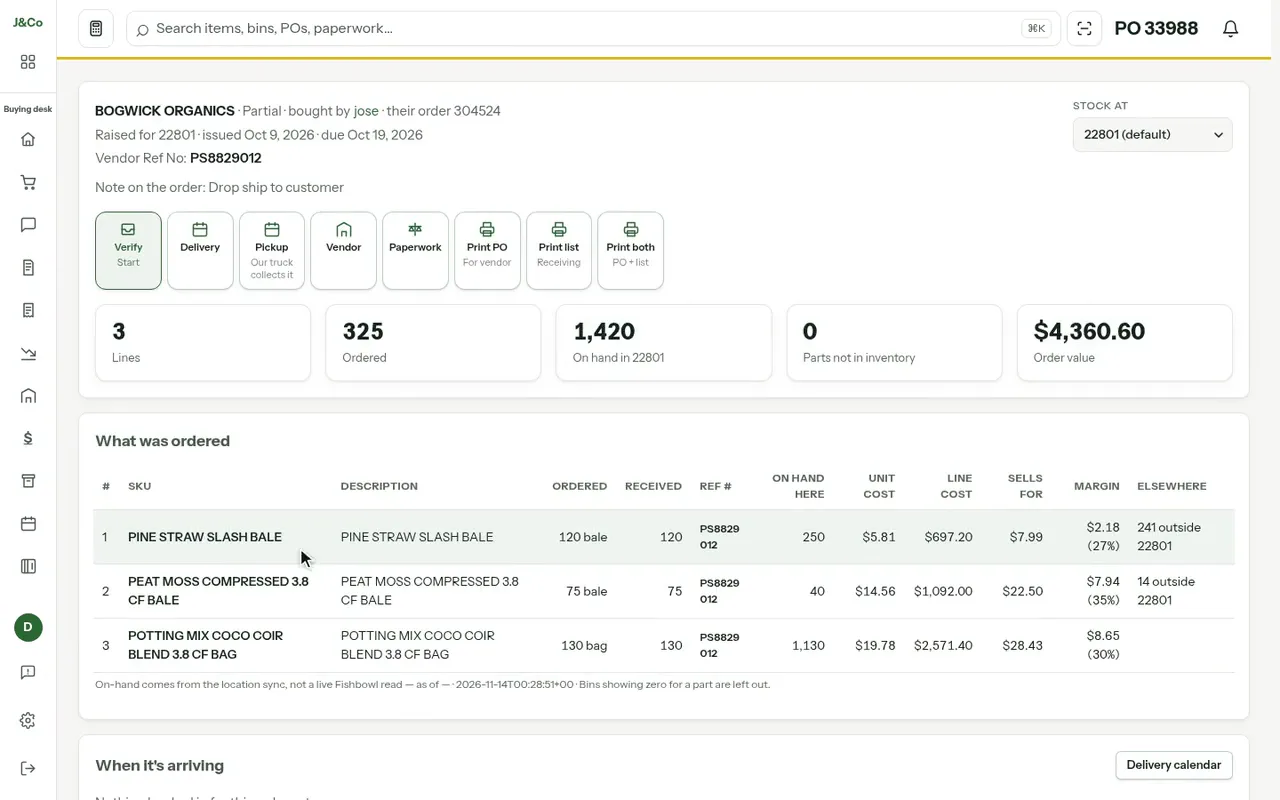 J&Co
Search items, bins, POs, paperwork...
⌘K
PO 33988
Buying desk
BOGWICK ORGANICS · Partial · bought by jose · their order 304524
Raised for 22801 · issued Oct 9, 2026 · due Oct 19, 2026
Vendor Ref No: PS8829012
Note on the order: Drop ship to customer
STOCK AT
22801 (default)
Verify
Start
Delivery
Pickup
Our truck
collects it
Vendor
Paperwork
Print PO
For vendor
Print list
Receiving
Print both
PO + list
3
Lines
325
Ordered
1,420
On hand in 22801
0
Parts not in inventory
$4,360.60
Order value
What was ordered
# SKU DESCRIPTION ORDERED RECEIVED REF # ON HAND HERE UNIT COST LINE COST SELLS FOR MARGIN ELSEWHERE
1 PINE STRAW SLASH BALE PINE STRAW SLASH BALE 120 bale 120 PS8829 012 250 $5.81 $697.20 $7.99 $2.18 (27%) 241 outside 22801
2 PEAT MOSS COMPRESSED 3.8 CF BALE PEAT MOSS COMPRESSED 3.8 CF BALE 75 bale 75 PS8829 012 40 $14.56 $1,092.00 $22.50 $7.94 (35%) 14 outside 22801
3 POTTING MIX COCO COIR BLEND 3.8 CF BAG POTTING MIX COCO COIR BLEND 3.8 CF BAG 130 bag 130 PS8829 012 1,130 $19.78 $2,571.40 $28.43 $8.65 (30%)
On-hand comes from the location sync, not a live Fishbowl read — as of — · 2026-11-14T00:28:51+00 · Bins showing zero for a part are left out.
D
When it's arriving
Delivery calendar